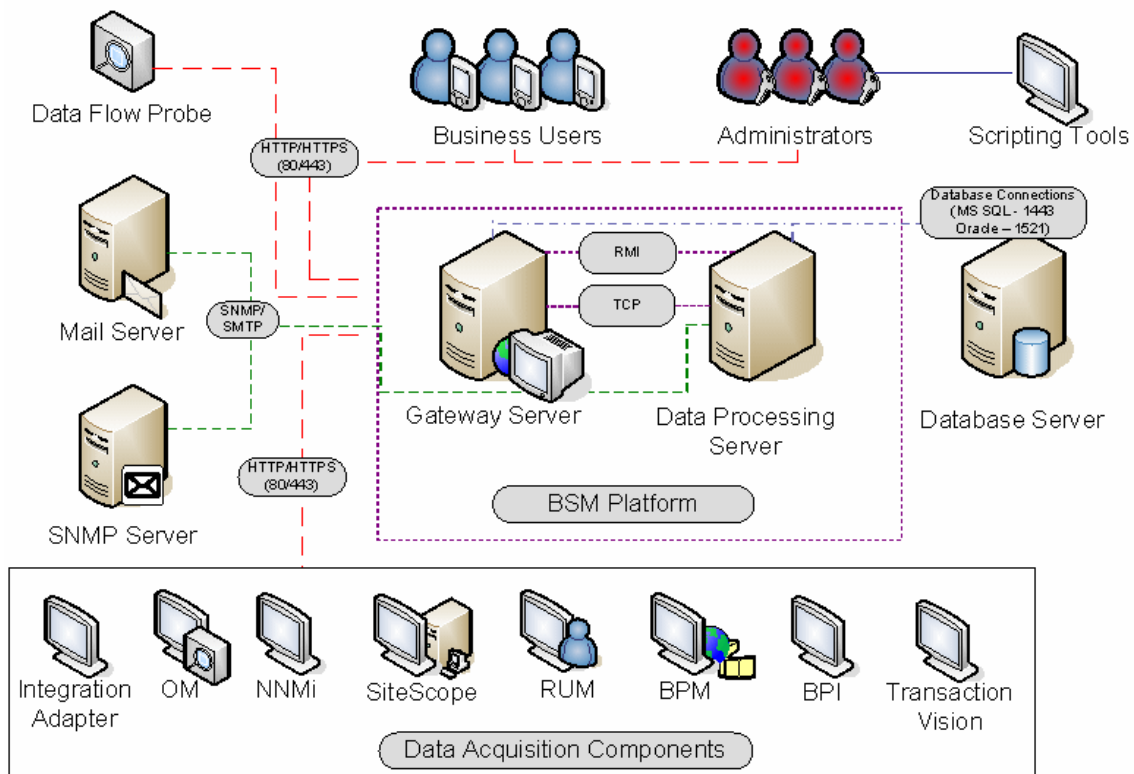 Data Flow Probe
Business Users
Administrators
Scripting Tools
HTTP/HTTPS
(80/443)
Database Connections
(MS SQL - 1443
Oracle – 1521)
RMI
TCP
Mail Server
SNMP/
SMTP
Gateway Server
Data Processing
Server
Database Server
HTTP/HTTPS
(80/443)
BSM Platform
SNMP Server
Integration
Adapter
OM
NNMi
SiteScope
RUM
BPM
BPI
Transaction
Vision
Data Acquisition Components